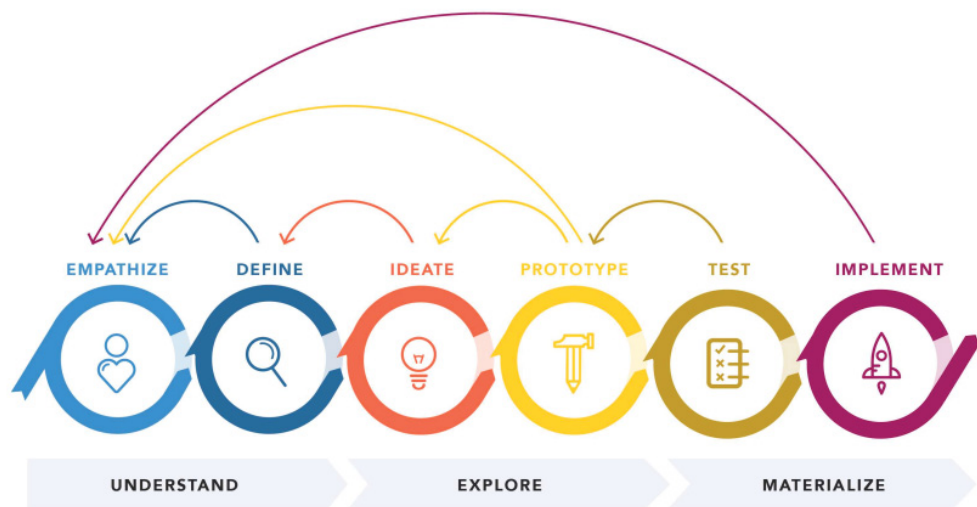 EMPATHIZE
DEFINE
IDEATE
PROTOTYPE
TEST
IMPLEMENT
UNDERSTAND
EXPLORE
MATERIALIZE